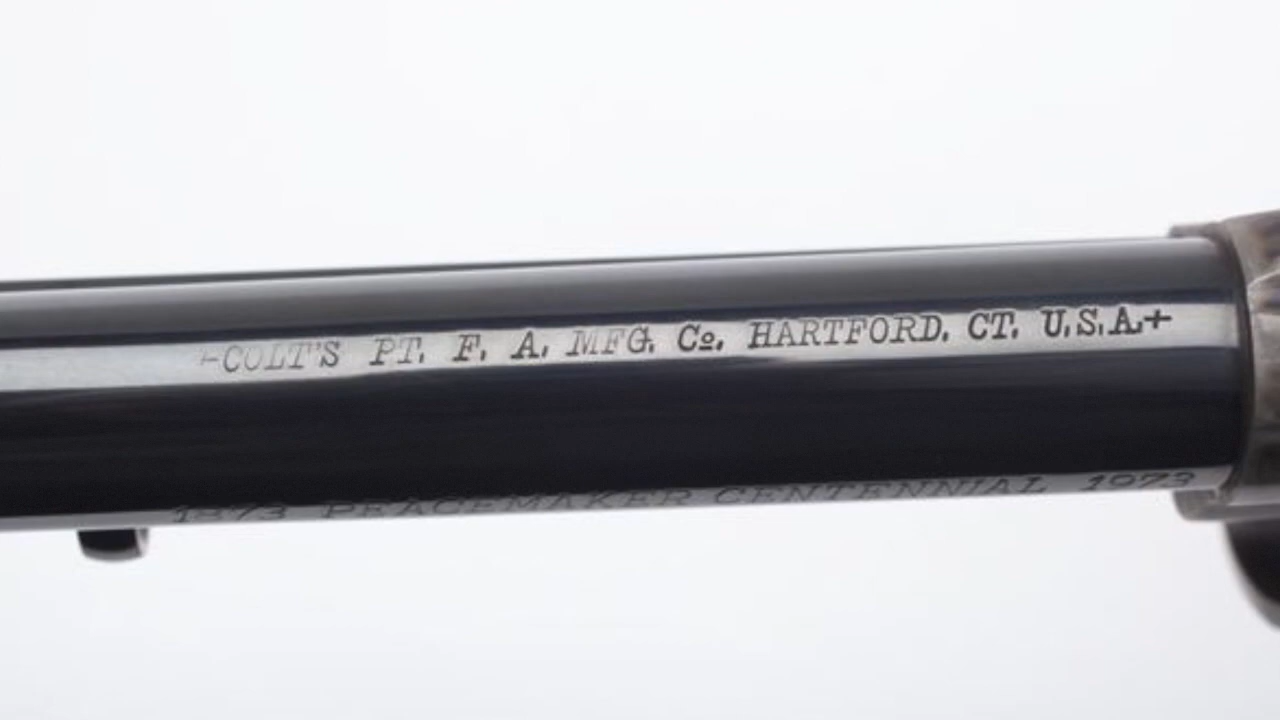 +COLT'S PT. F. A. MFG. Co. HARTFORD. CT. U.S.A.+
1873 PEACEMAKER CENTENNIAL 1973